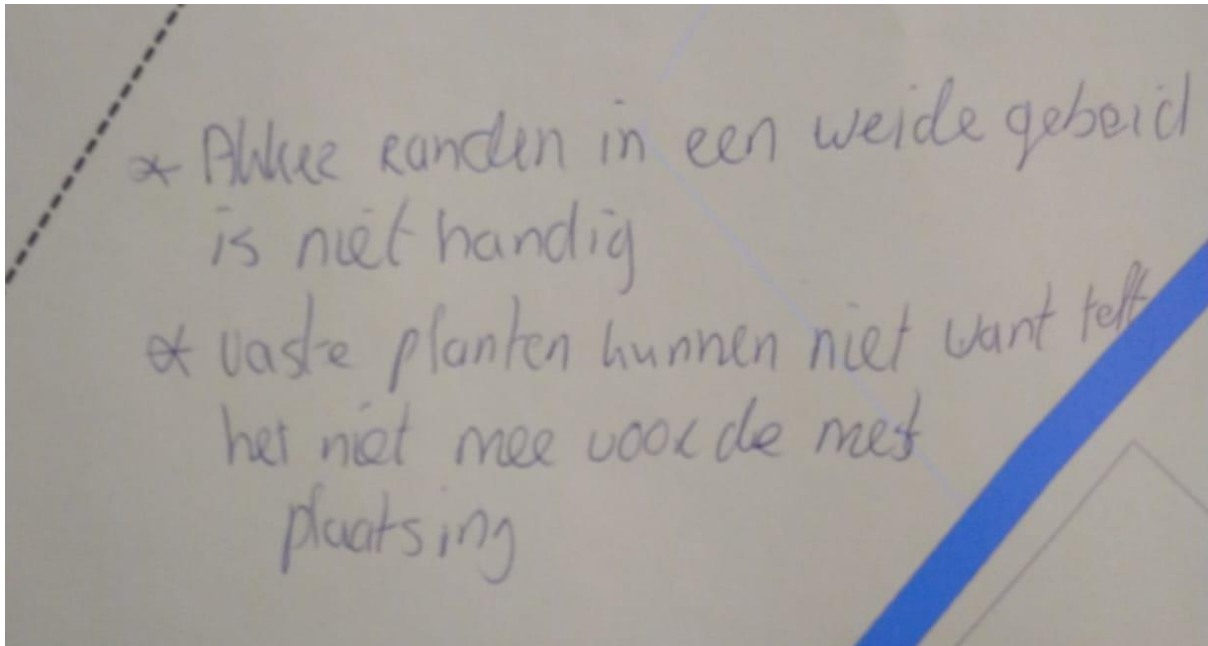 * Akker randen in een weide gebeid
is niet handig
* vaste planten kunnen niet want telt
het niet mee voor de mest
plaatsing